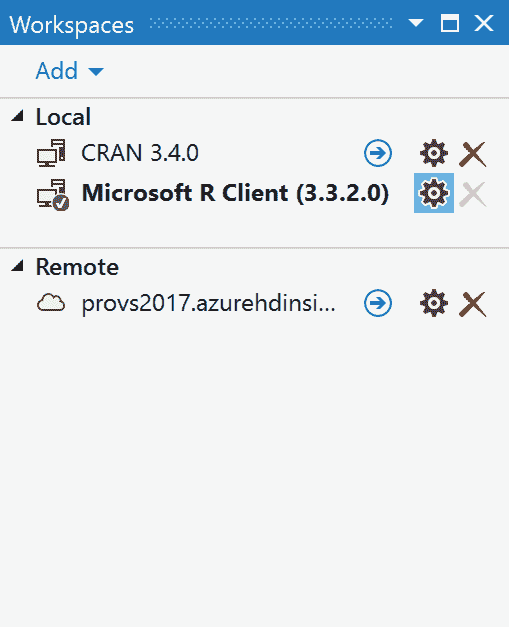 Workspaces
Add
Local
CRAN 3.4.0
Microsoft R Client (3.3.2.0)
Remote
provs2017.azurehdinsi...